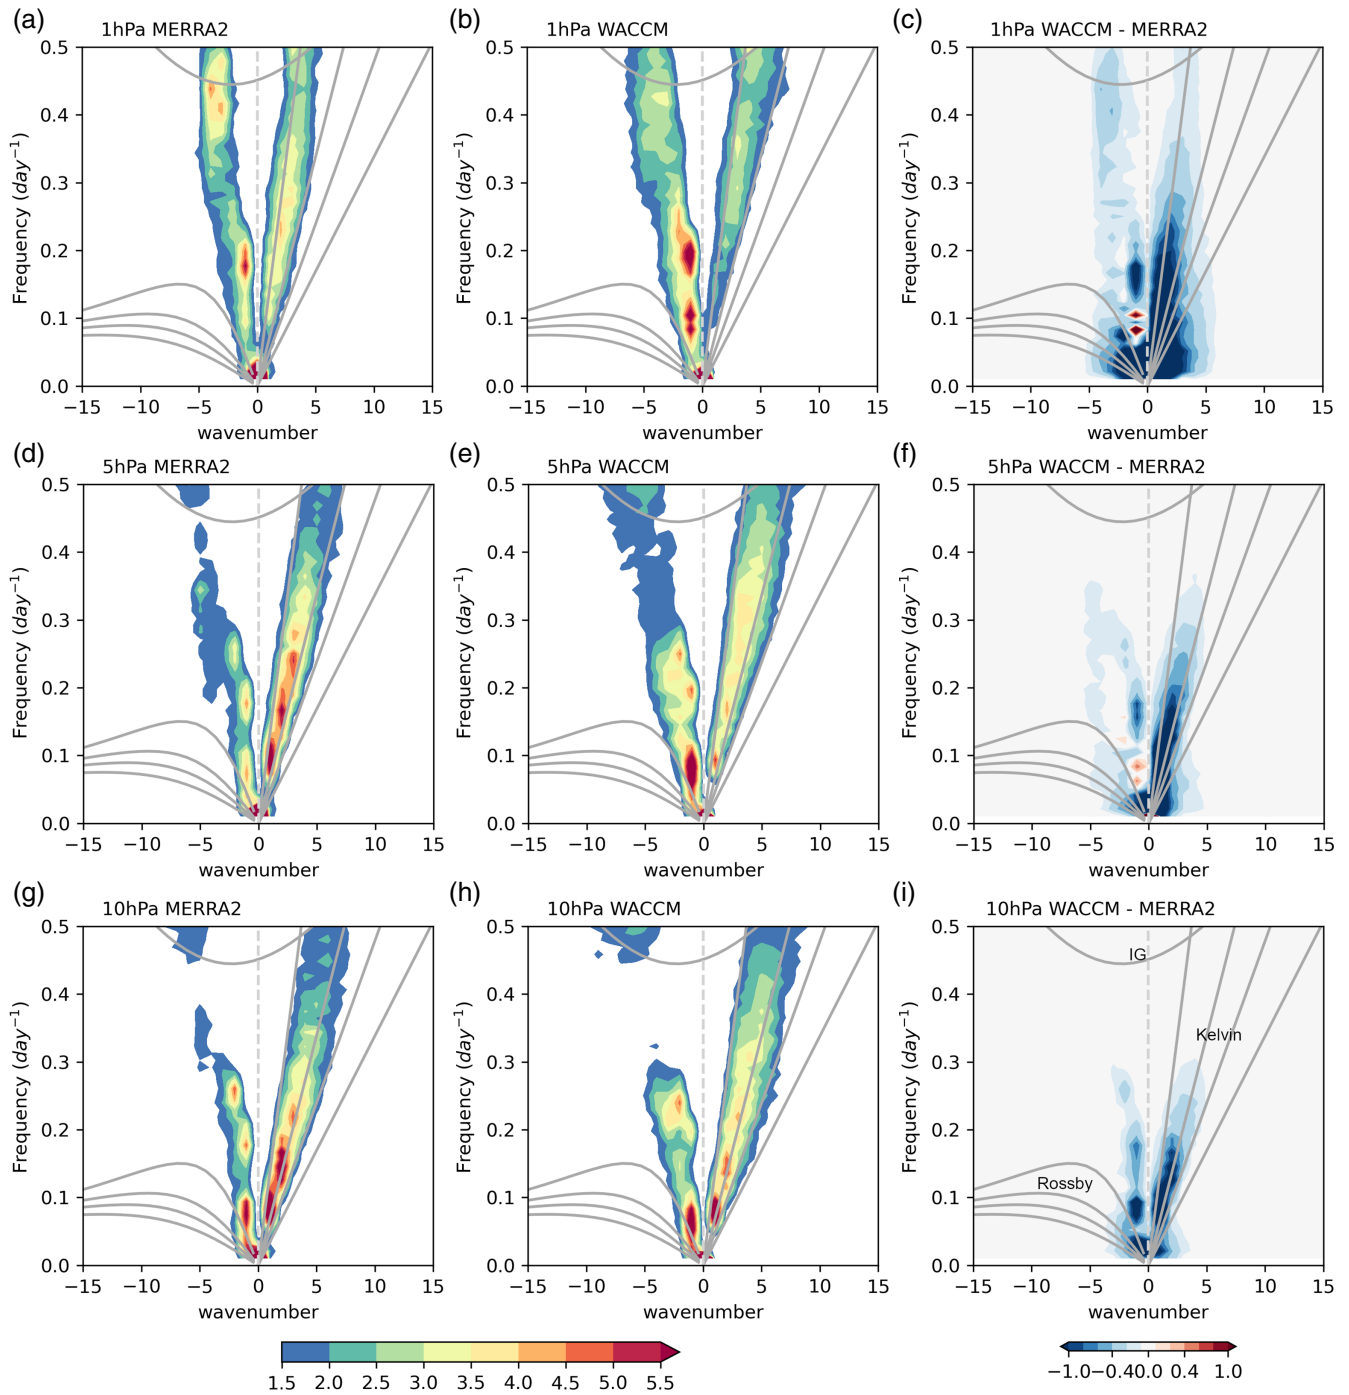 (a)
1hPa MERRA2
(b)
1hPa WACCM
(c)
1hPa WACCM - MERRA2
0.5
0.4
0.3
0.2
0.1
0.0
Frequency (day⁻¹)
−15 −10 −5 0 5 10 15
wavenumber
0.5
0.4
0.3
0.2
0.1
0.0
Frequency (day⁻¹)
−15 −10 −5 0 5 10 15
wavenumber
0.5
0.4
0.3
0.2
0.1
0.0
Frequency (day⁻¹)
−15 −10 −5 0 5 10 15
wavenumber
(d)
5hPa MERRA2
(e)
5hPa WACCM
(f)
5hPa WACCM - MERRA2
0.5
0.4
0.3
0.2
0.1
0.0
Frequency (day⁻¹)
−15 −10 −5 0 5 10 15
wavenumber
0.5
0.4
0.3
0.2
0.1
0.0
Frequency (day⁻¹)
−15 −10 −5 0 5 10 15
wavenumber
0.5
0.4
0.3
0.2
0.1
0.0
Frequency (day⁻¹)
−15 −10 −5 0 5 10 15
wavenumber
(g)
10hPa MERRA2
(h)
10hPa WACCM
(i)
10hPa WACCM - MERRA2
0.5
0.4
0.3
0.2
0.1
0.0
Frequency (day⁻¹)
−15 −10 −5 0 5 10 15
wavenumber
0.5
0.4
0.3
0.2
0.1
0.0
Frequency (day⁻¹)
−15 −10 −5 0 5 10 15
wavenumber
0.5
0.4
0.3
0.2
0.1
0.0
Frequency (day⁻¹)
IG
Kelvin
Rossby
−15 −10 −5 0 5 10 15
wavenumber
1.5 2.0 2.5 3.0 3.5 4.0 4.5 5.0 5.5
−1.0 −0.4 0.0 0.4 1.0